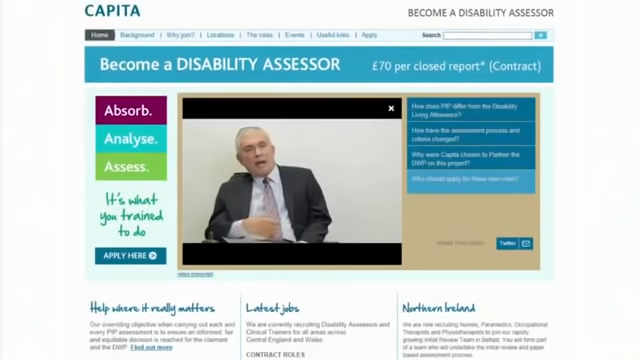 CAPITA
BECOME A DISABILITY ASSESSOR
Home Background Why join? Locations The roles Events Useful links Apply Search
Become a DISABILITY ASSESSOR £70 per closed report* (Contract)
Absorb.
Analyse.
Assess.
It's what
you trained
to do
APPLY HERE
How does PIP differ from the Disability
Living Allowance?
How have the assessment process and
criteria changed?
Why were Capita chosen to Partner the
DWP on this project?
Who should apply for these new roles?
Twitter
video transcript
Help where it really matters
Our overriding objective when carrying out each and
every PIP assessment is to ensure an informed, fair
and equitable decision is reached for the claimant
and the DWP. Find out more
Latest jobs
We are currently recruiting Disability Assessors and
Clinical Trainers for all areas across
Central England and Wales
CONTRACT ROLES
Northern Ireland
We are now recruiting Nurses, Paramedics, Occupational
Therapists and Physiotherapists to join our rapidly
growing Initial Review Team in Belfast. You will form part
of a team who will undertake the initial review and paper
based assessment process.